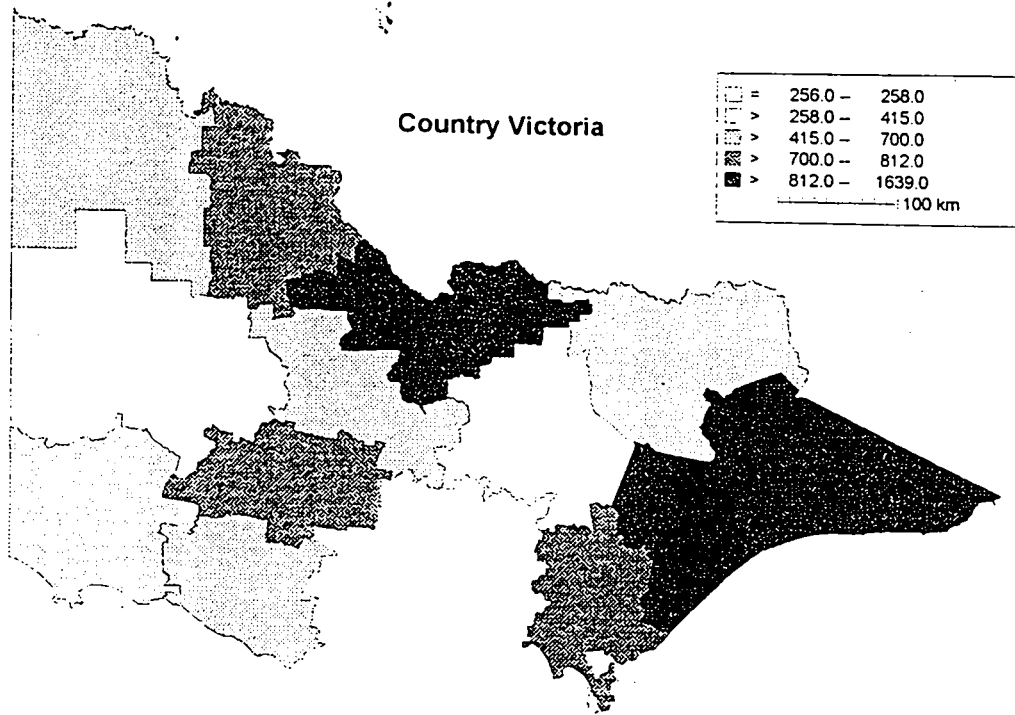 Country Victoria
= 256.0 – 258.0
> 258.0 – 415.0
> 415.0 – 700.0
> 700.0 – 812.0
> 812.0 – 1639.0
100 km